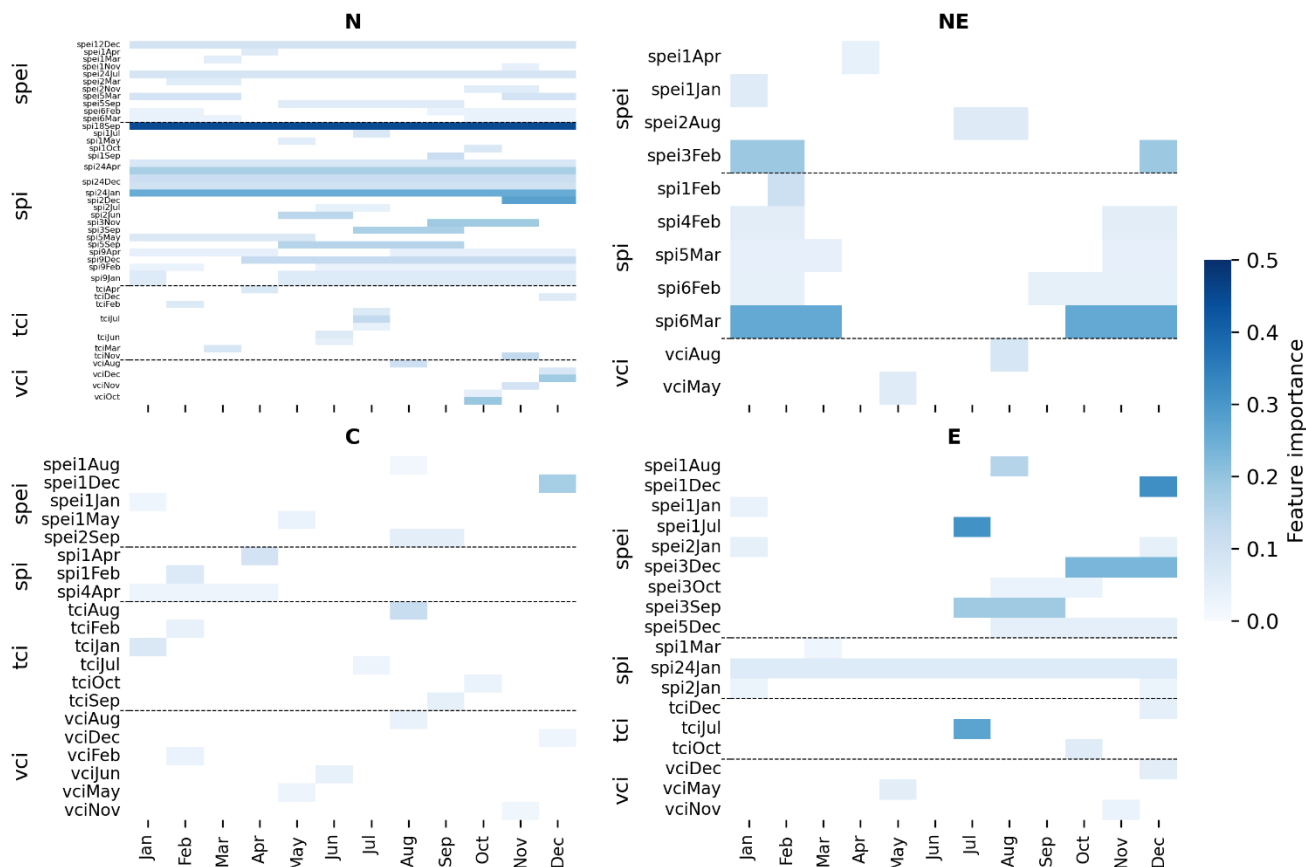 N
spei
spei12Dec
spei1Apr
spei1Mar
spei1Nov
spei24Jul
spei2Mar
spei2Nov
spei5Mar
spei5Sep
spei6Feb
spei6Mar
spi
spi18Sep
spi1Jul
spi1May
spi1Oct
spi1Sep
spi24Apr
spi24Dec
spi24Jan
spi2Dec
spi2Jul
spi2Jun
spi3Nov
spi3Sep
spi5May
spi5Sep
spi9Apr
spi9Dec
spi9Feb
spi9Jan
tci
tciApr
tciDec
tciFeb
tciJul
tciJun
tciMar
tciNov
vci
vciAug
vciDec
vciNov
vciOct
NE
spei
spei1Apr
spei1Jan
spei2Aug
spei3Feb
spi
spi1Feb
spi4Feb
spi5Mar
spi6Feb
spi6Mar
vci
vciAug
vciMay
C
spei
spei1Aug
spei1Dec
spei1Jan
spei1May
spei2Sep
spi
spi1Apr
spi1Feb
spi4Apr
tci
tciAug
tciFeb
tciJan
tciJul
tciOct
tciSep
vci
vciAug
vciDec
vciFeb
vciJun
vciMay
vciNov
Jan Feb Mar Apr May Jun Jul Aug Sep Oct Nov Dec
E
spei
spei1Aug
spei1Dec
spei1Jan
spei1Jul
spei2Jan
spei3Dec
spei3Oct
spei3Sep
spei5Dec
spi
spi1Mar
spi24Jan
spi2Jan
tci
tciDec
tciJul
tciOct
vci
vciDec
vciMay
vciNov
Jan Feb Mar Apr May Jun Jul Aug Sep Oct Nov Dec
0.5
0.4
0.3
0.2
0.1
0.0
Feature importance